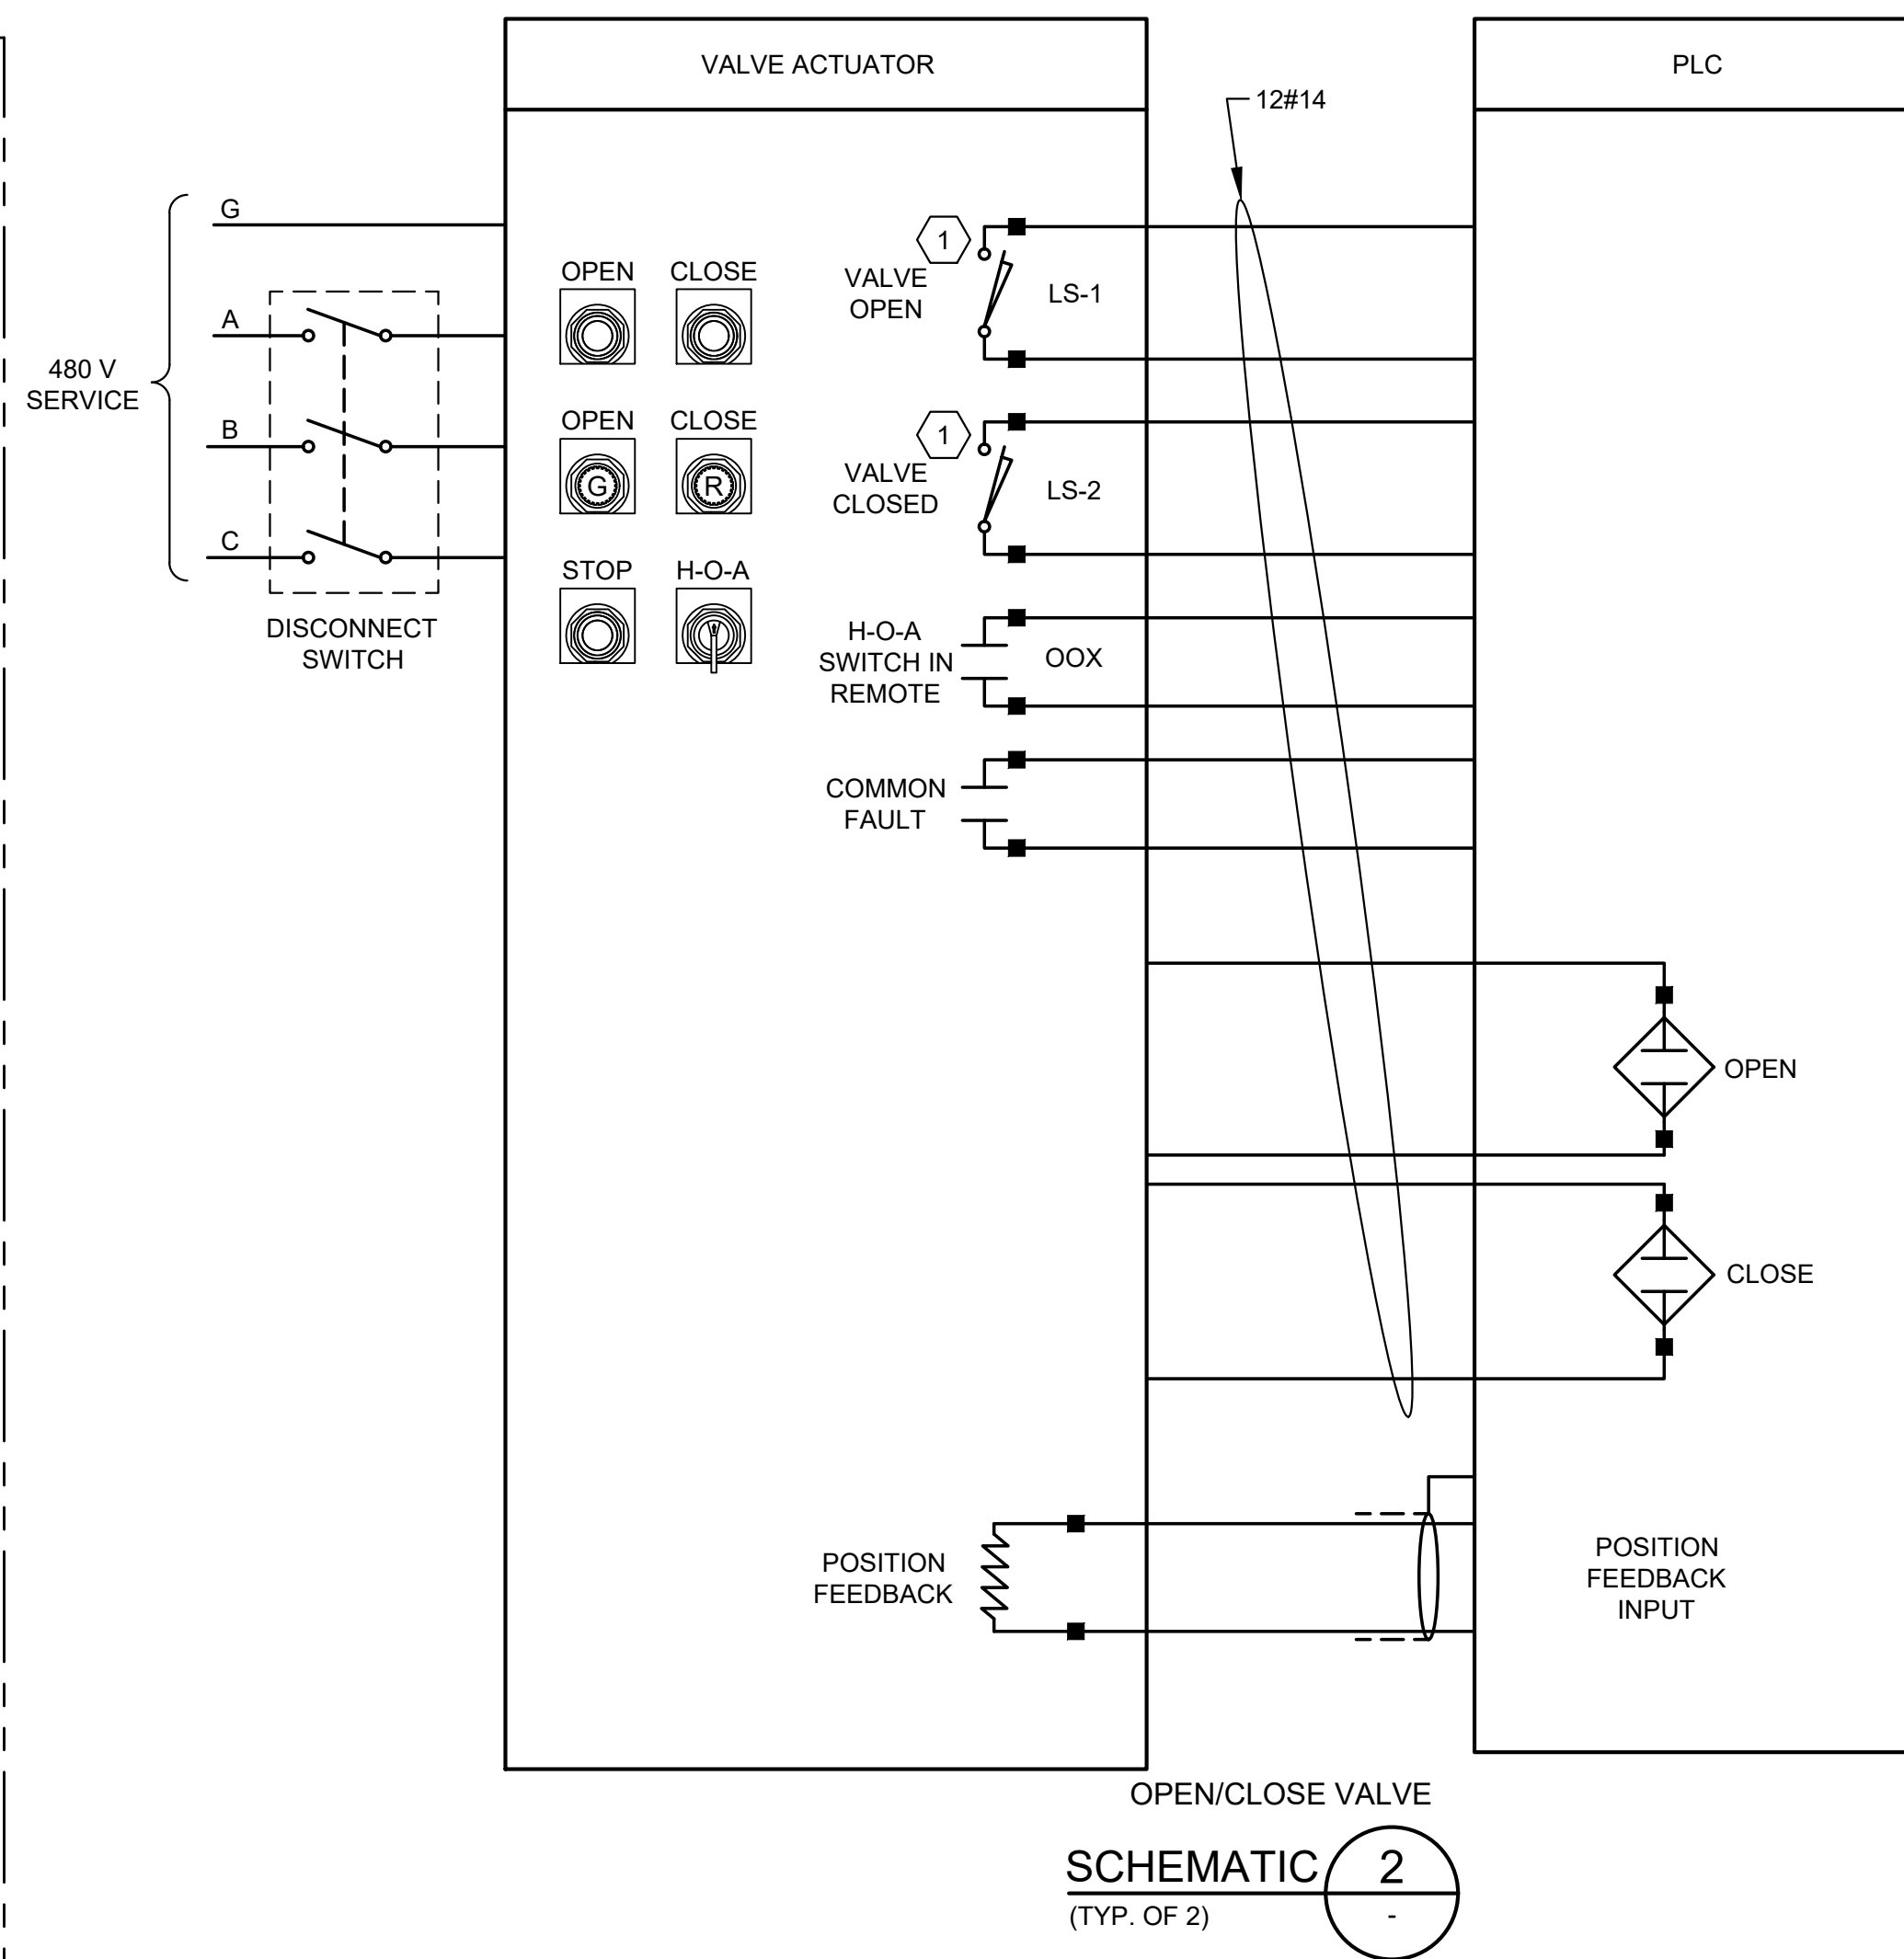 VALVE ACTUATOR
PLC
12#14
480 V
SERVICE
G
A
B
C
DISCONNECT
SWITCH
OPEN CLOSE
OPEN CLOSE
G R
STOP H-O-A
1
VALVE
OPEN
LS-1
1
VALVE
CLOSED
LS-2
H-O-A
SWITCH IN
REMOTE
OOX
COMMON
FAULT
OPEN
CLOSE
POSITION
FEEDBACK
POSITION
FEEDBACK
INPUT
OPEN/CLOSE VALVE
SCHEMATIC 2
(TYP. OF 2) -